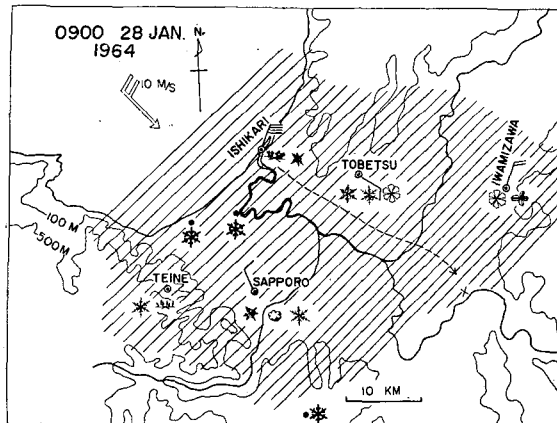 0900 28 JAN. N
1964
10 M/S
ISHIKARI
TOBETSU
IWAMIZAWA
100 M
500 M
TEINE
SAPPORO
10 KM